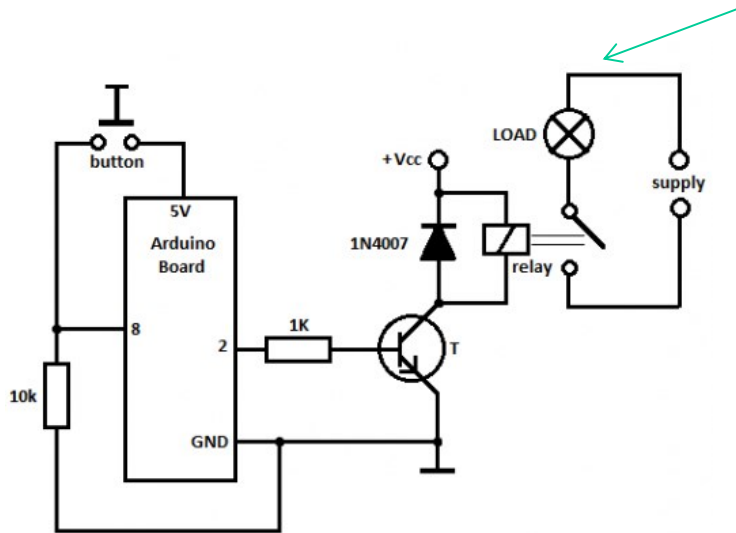 LOAD
+Vcc
button
supply
5V
Arduino
Board
1N4007
relay
8
1K
2
T
10k
GND